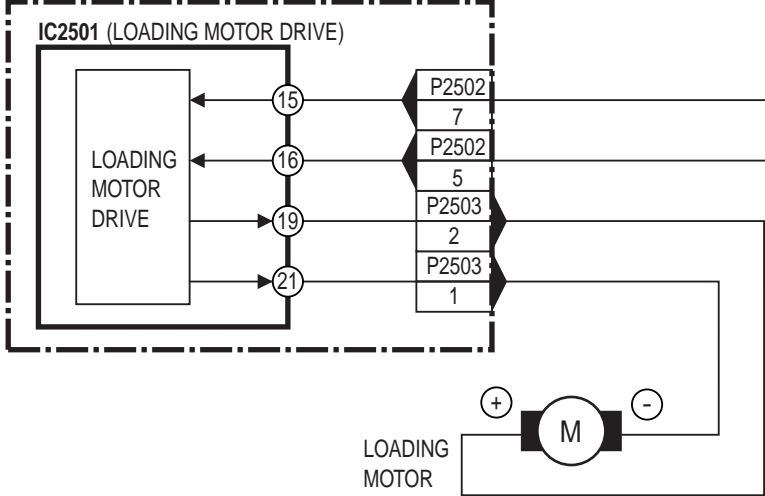 IC2501 (LOADING MOTOR DRIVE)
LOADING
MOTOR
DRIVE
15
16
19
21
P2502
7
P2502
5
P2503
2
P2503
1
+
M
-
LOADING
MOTOR